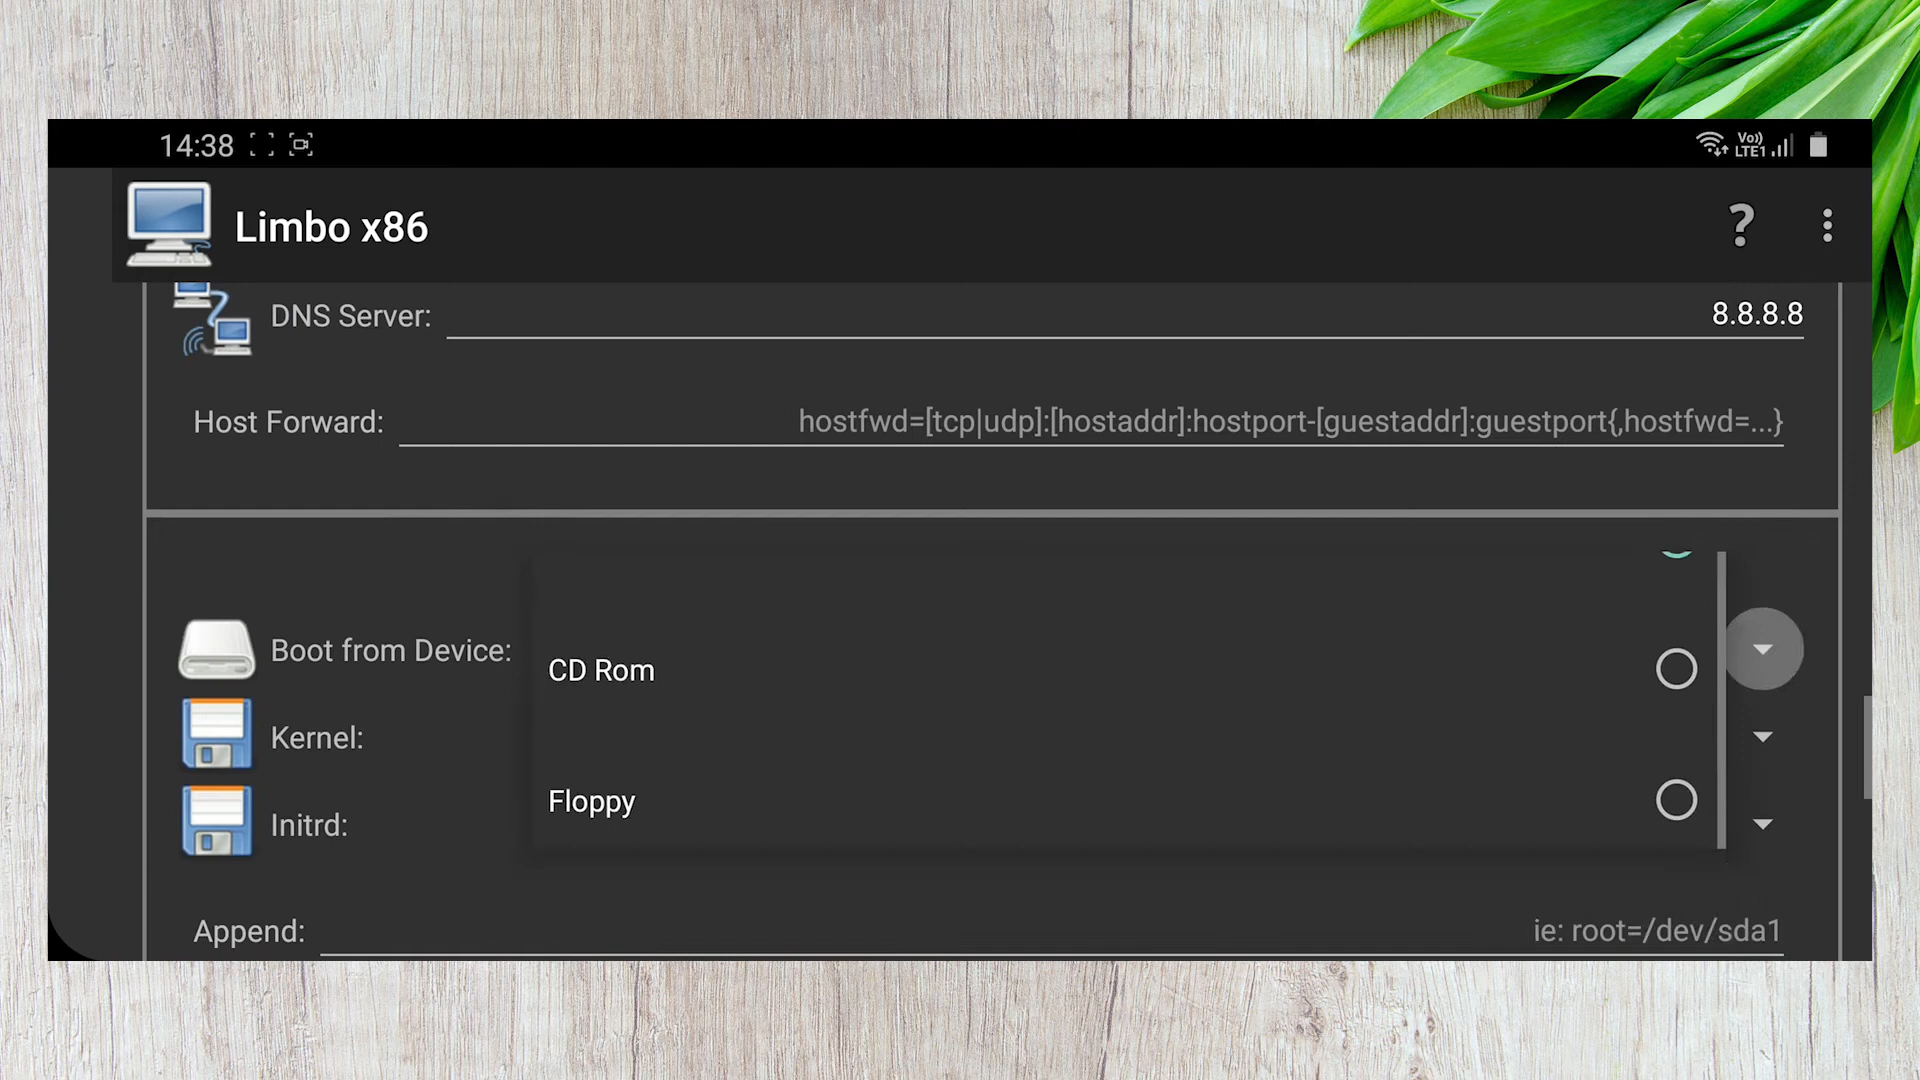 14:38
Vo)) LTE1
Limbo x86
?
DNS Server: 8.8.8.8
Host Forward: hostfwd=[tcp|udp]:[hostaddr]:hostport-[guestaddr]:guestport{,hostfwd=...}
Boot from Device:
CD Rom
Kernel:
Floppy
Initrd:
Append: ie: root=/dev/sda1